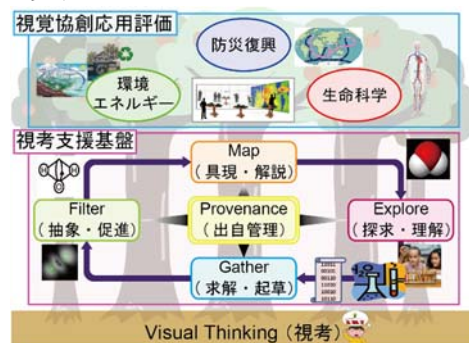 視覚協創応用評価
防災復興
環境
エネルギー
生命科学
視考支援基盤
Map
(具現・解説)
Filter
(抽象・促進)
Provenance
(出自管理)
Explore
(探求・理解)
Gather
(求解・起草)
Visual Thinking (視考)